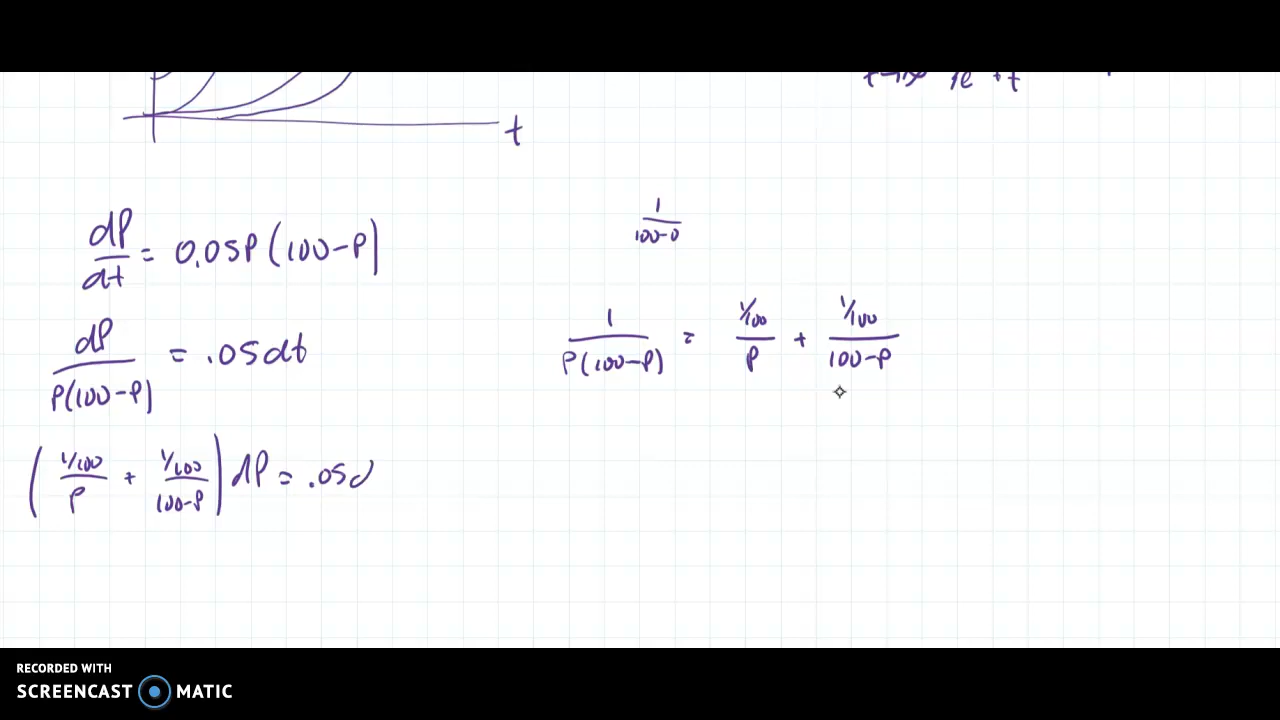 t
dP/dt = 0.05P(100-P)
1/(100-0)
dP/(P(100-P)) = .05dt
1/(P(100-P)) = (1/100)/P + (1/100)/(100-P)
((1/100)/P + (1/100)/(100-P)) dP = .05d
RECORDED WITH
SCREENCAST MATIC